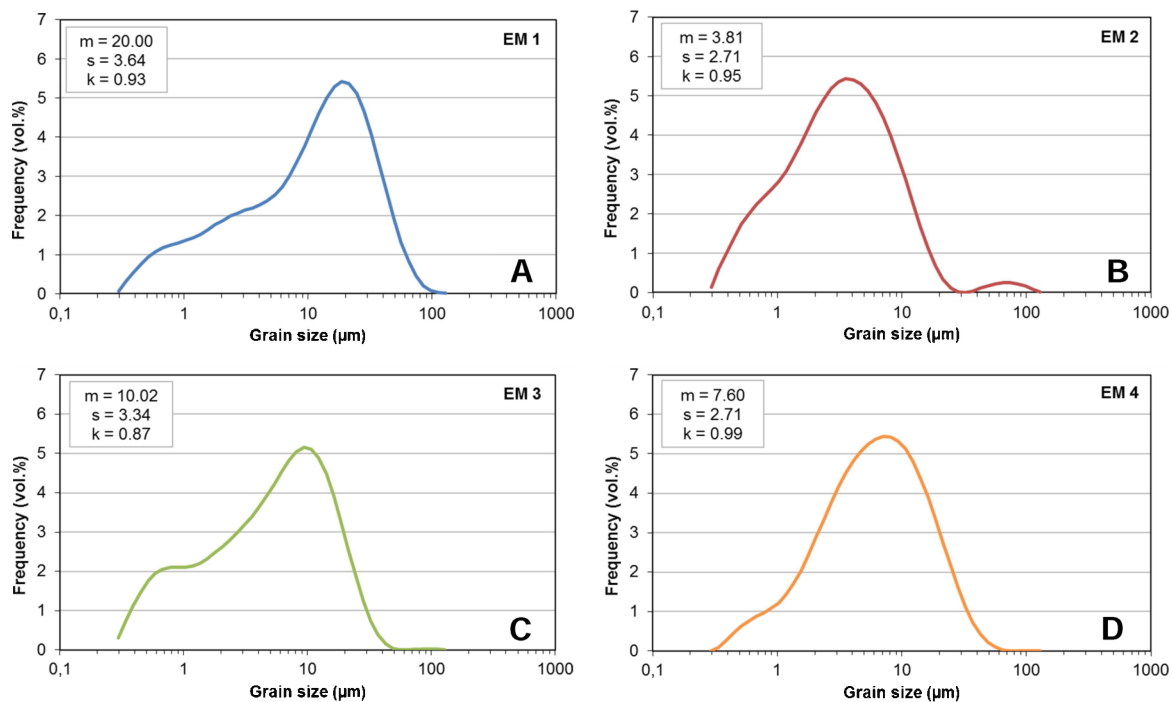 EM 1
m = 20.00
s = 3.64
k = 0.93
Frequency (vol.%)
7
6
5
4
3
2
1
0
A
0,1 1 10 100 1000
Grain size (µm)
EM 2
m = 3.81
s = 2.71
k = 0.95
Frequency (vol.%)
7
6
5
4
3
2
1
0
B
0,1 1 10 100 1000
Grain size (µm)
EM 3
m = 10.02
s = 3.34
k = 0.87
Frequency (vol.%)
7
6
5
4
3
2
1
0
C
0,1 1 10 100 1000
Grain size (µm)
EM 4
m = 7.60
s = 2.71
k = 0.99
Frequency (vol.%)
7
6
5
4
3
2
1
0
D
0,1 1 10 100 1000
Grain size (µm)